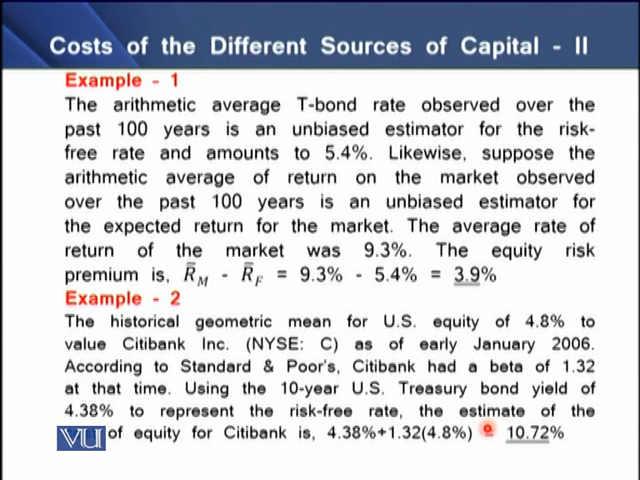 Costs of the Different Sources of Capital - II
Example - 1
The arithmetic average T-bond rate observed over the
past 100 years is an unbiased estimator for the risk-
free rate and amounts to 5.4%. Likewise, suppose the
arithmetic average of return on the market observed
over the past 100 years is an unbiased estimator for
the expected return for the market. The average rate of
return of the market was 9.3%. The equity risk
premium is, R̅_M - R̅_F = 9.3% - 5.4% = 3.9%
Example - 2
The historical geometric mean for U.S. equity of 4.8% to
value Citibank Inc. (NYSE: C) as of early January 2006.
According to Standard & Poor's, Citibank had a beta of 1.32
at that time. Using the 10-year U.S. Treasury bond yield of
4.38% to represent the risk-free rate, the estimate of the
VU of equity for Citibank is, 4.38%+1.32(4.8%) = 10.72%